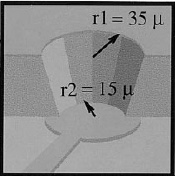 r1 = 35 μ
r2 = 15 μ